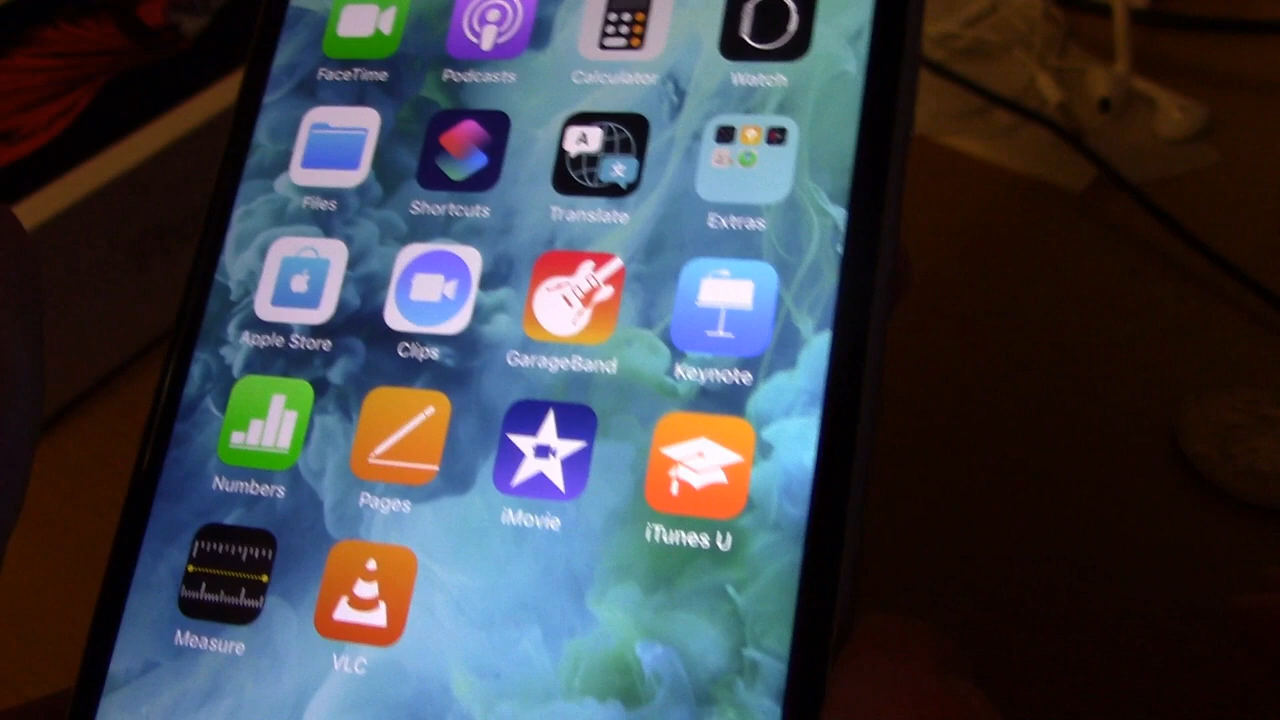 FaceTime Podcasts Calculator Watch
A 文
Files Shortcuts Translate Extras
Apple Store Clips GarageBand Keynote
Numbers Pages iMovie iTunes U
Measure VLC